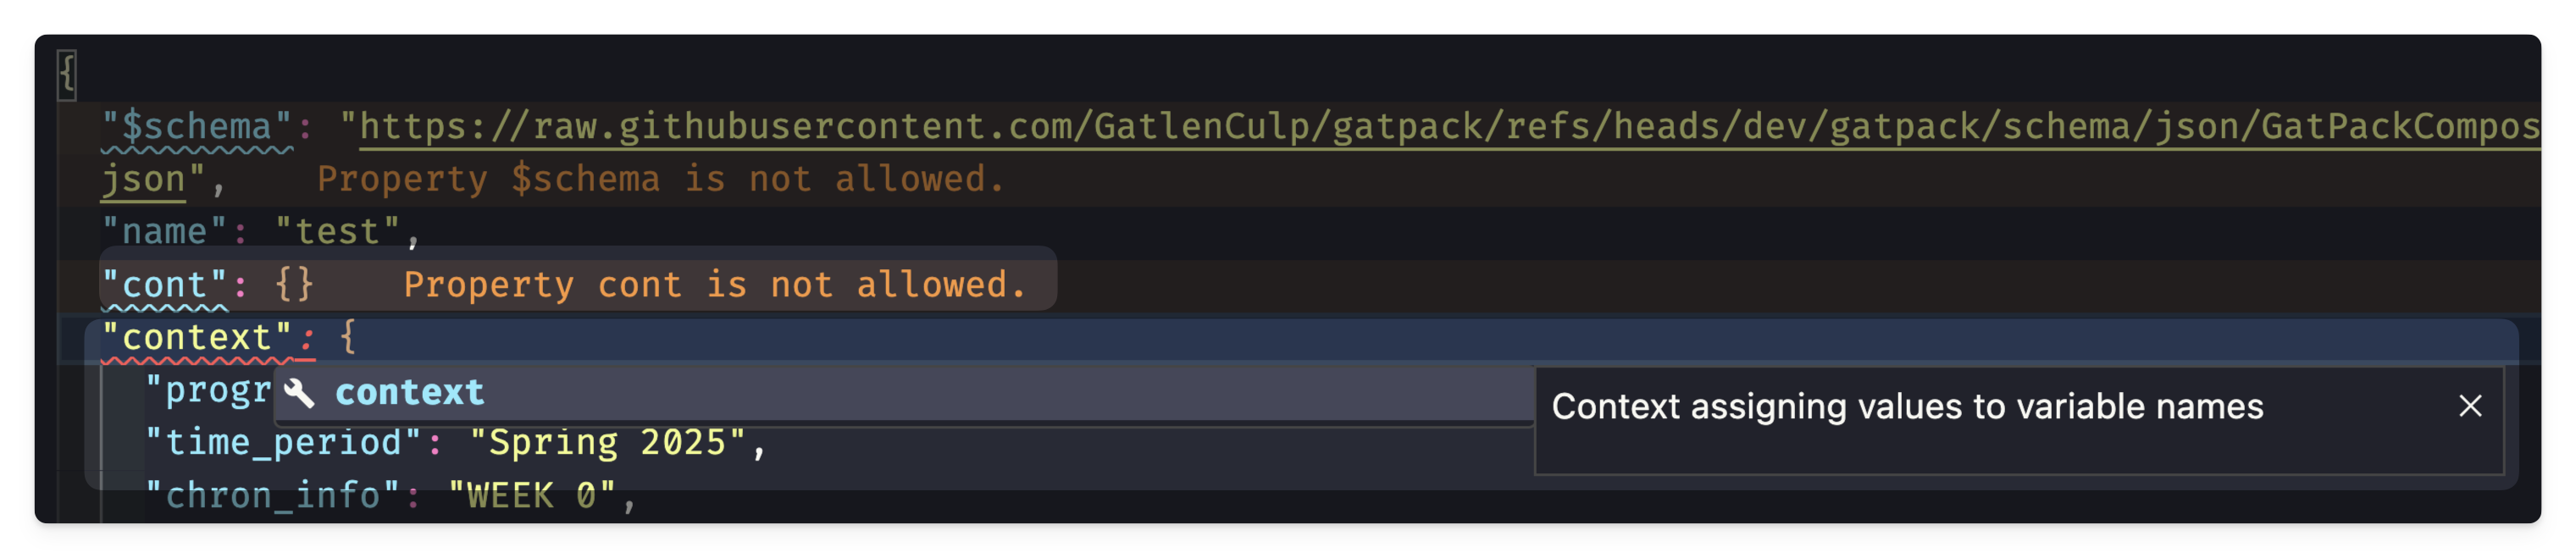 {
"$schema": "https://raw.githubusercontent.com/GatlenCulp/gatpack/refs/heads/dev/gatpack/schema/json/GatPackCompos
json", Property $schema is not allowed.
"name": "test",
"cont": {} Property cont is not allowed.
"context": {
"progr context Context assigning values to variable names
"time_period": "Spring 2025",
"chron_info": "WEEK 0",